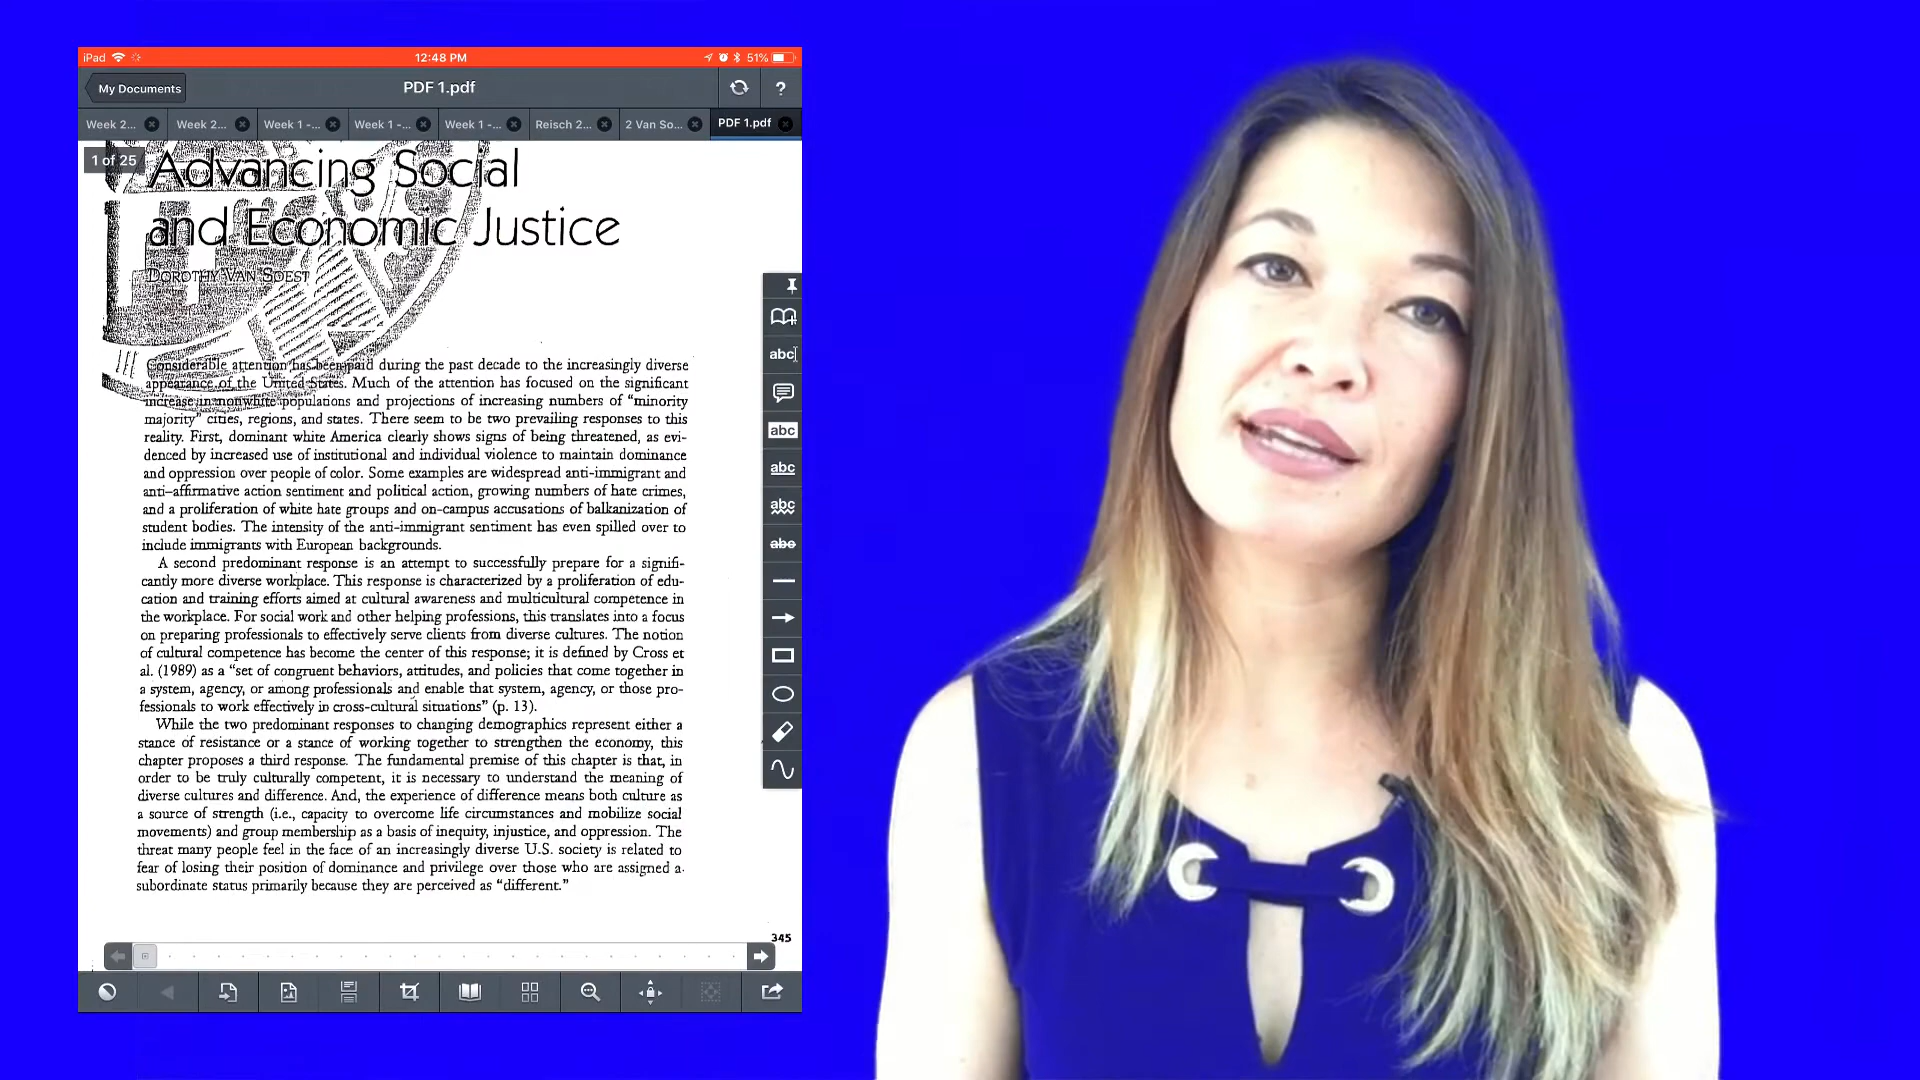 iPad 12:48 PM 51%
My Documents PDF 1.pdf ?
Week 2... Week 2... Week 1 -... Week 1 -... Week 1 -... Reisch 2... 2 Van So... PDF 1.pdf
1 of 25
Advancing Social
and Economic Justice
DOROTHY VAN SOEST
Considerable attention has been paid during the past decade to the increasingly diverse
appearance of the United States. Much of the attention has focused on the significant
increase in nonwhite populations and projections of increasing numbers of “minority
majority” cities, regions, and states. There seem to be two prevailing responses to this
reality. First, dominant white America clearly shows signs of being threatened, as evi-
denced by increased use of institutional and individual violence to maintain dominance
and oppression over people of color. Some examples are widespread anti-immigrant and
anti–affirmative action sentiment and political action, growing numbers of hate crimes,
and a proliferation of white hate groups and on-campus accusations of balkanization of
student bodies. The intensity of the anti-immigrant sentiment has even spilled over to
include immigrants with European backgrounds.
A second predominant response is an attempt to successfully prepare for a signifi-
cantly more diverse workplace. This response is characterized by a proliferation of edu-
cation and training efforts aimed at cultural awareness and multicultural competence in
the workplace. For social work and other helping professions, this translates into a focus
on preparing professionals to effectively serve clients from diverse cultures. The notion
of cultural competence has become the center of this response; it is defined by Cross et
al. (1989) as a “set of congruent behaviors, attitudes, and policies that come together in
a system, agency, or among professionals and enable that system, agency, or those pro-
fessionals to work effectively in cross-cultural situations” (p. 13).
While the two predominant responses to changing demographics represent either a
stance of resistance or a stance of working together to strengthen the economy, this
chapter proposes a third response. The fundamental premise of this chapter is that, in
order to be truly culturally competent, it is necessary to understand the meaning of
diverse cultures and difference. And, the experience of difference means both culture as
a source of strength (i.e., capacity to overcome life circumstances and mobilize social
movements) and group membership as a basis of inequity, injustice, and oppression. The
threat many people feel in the face of an increasingly diverse U.S. society is related to
fear of losing their position of dominance and privilege over those who are assigned a
subordinate status primarily because they are perceived as “different.”
345
abc
abc
abc
abc
abc